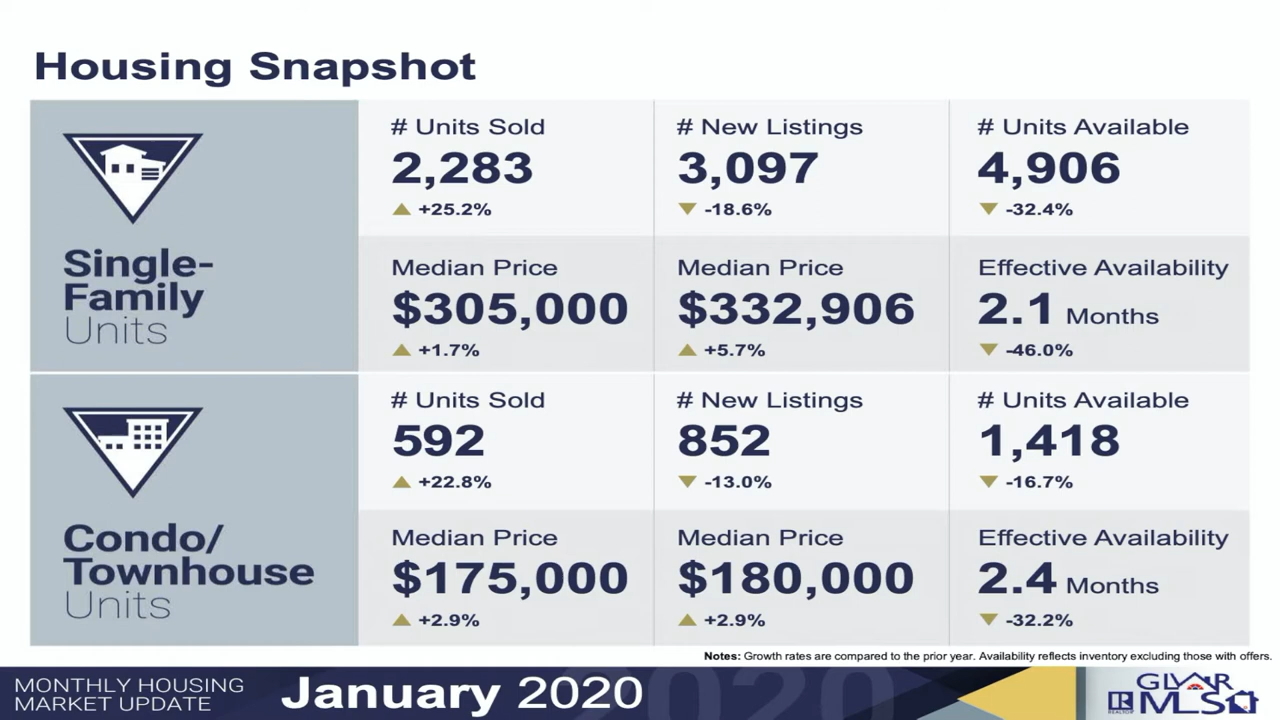 Housing Snapshot
Single-
Family
Units
# Units Sold
2,283
+25.2%
# New Listings
3,097
-18.6%
# Units Available
4,906
-32.4%
Median Price
$305,000
+1.7%
Median Price
$332,906
+5.7%
Effective Availability
2.1 Months
-46.0%
Condo/
Townhouse
Units
# Units Sold
592
+22.8%
# New Listings
852
-13.0%
# Units Available
1,418
-16.7%
Median Price
$175,000
+2.9%
Median Price
$180,000
+2.9%
Effective Availability
2.4 Months
-32.2%
Notes: Growth rates are compared to the prior year. Availability reflects inventory excluding those with offers.
MONTHLY HOUSING
MARKET UPDATE
January 2020
2020
GLVAR
MLS
REALTOR